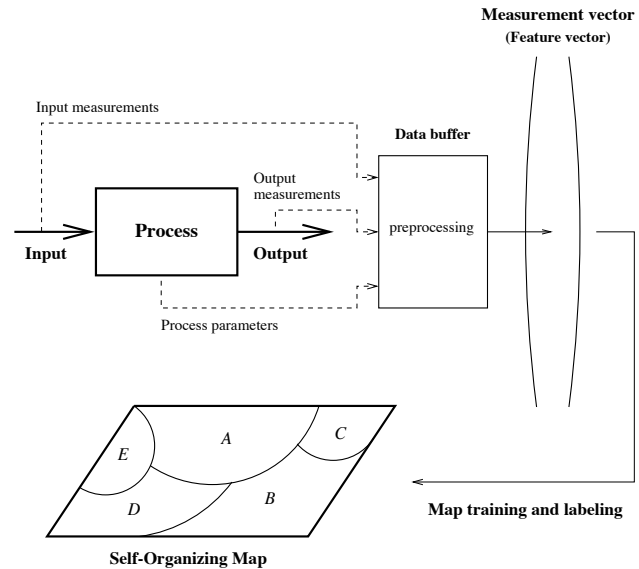 Measurement vector
(Feature vector)
Input measurements
Data buffer
Output
measurements
Process
preprocessing
Input
Output
Process parameters
A
C
E
B
D
Map training and labeling
Self-Organizing Map